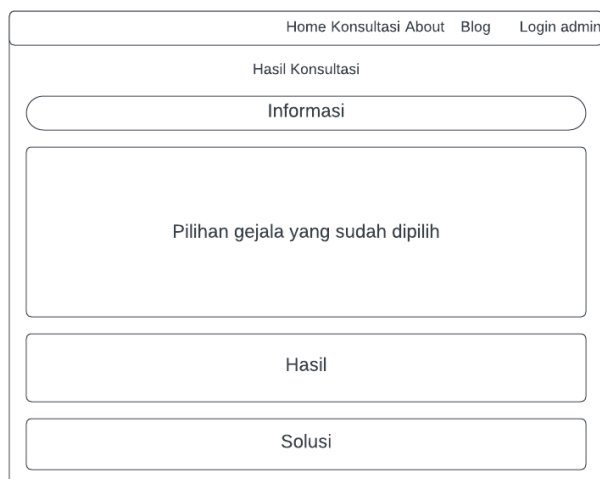 Home Konsultasi About Blog Login admin
Hasil Konsultasi
Informasi
Pilihan gejala yang sudah dipilih
Hasil
Solusi